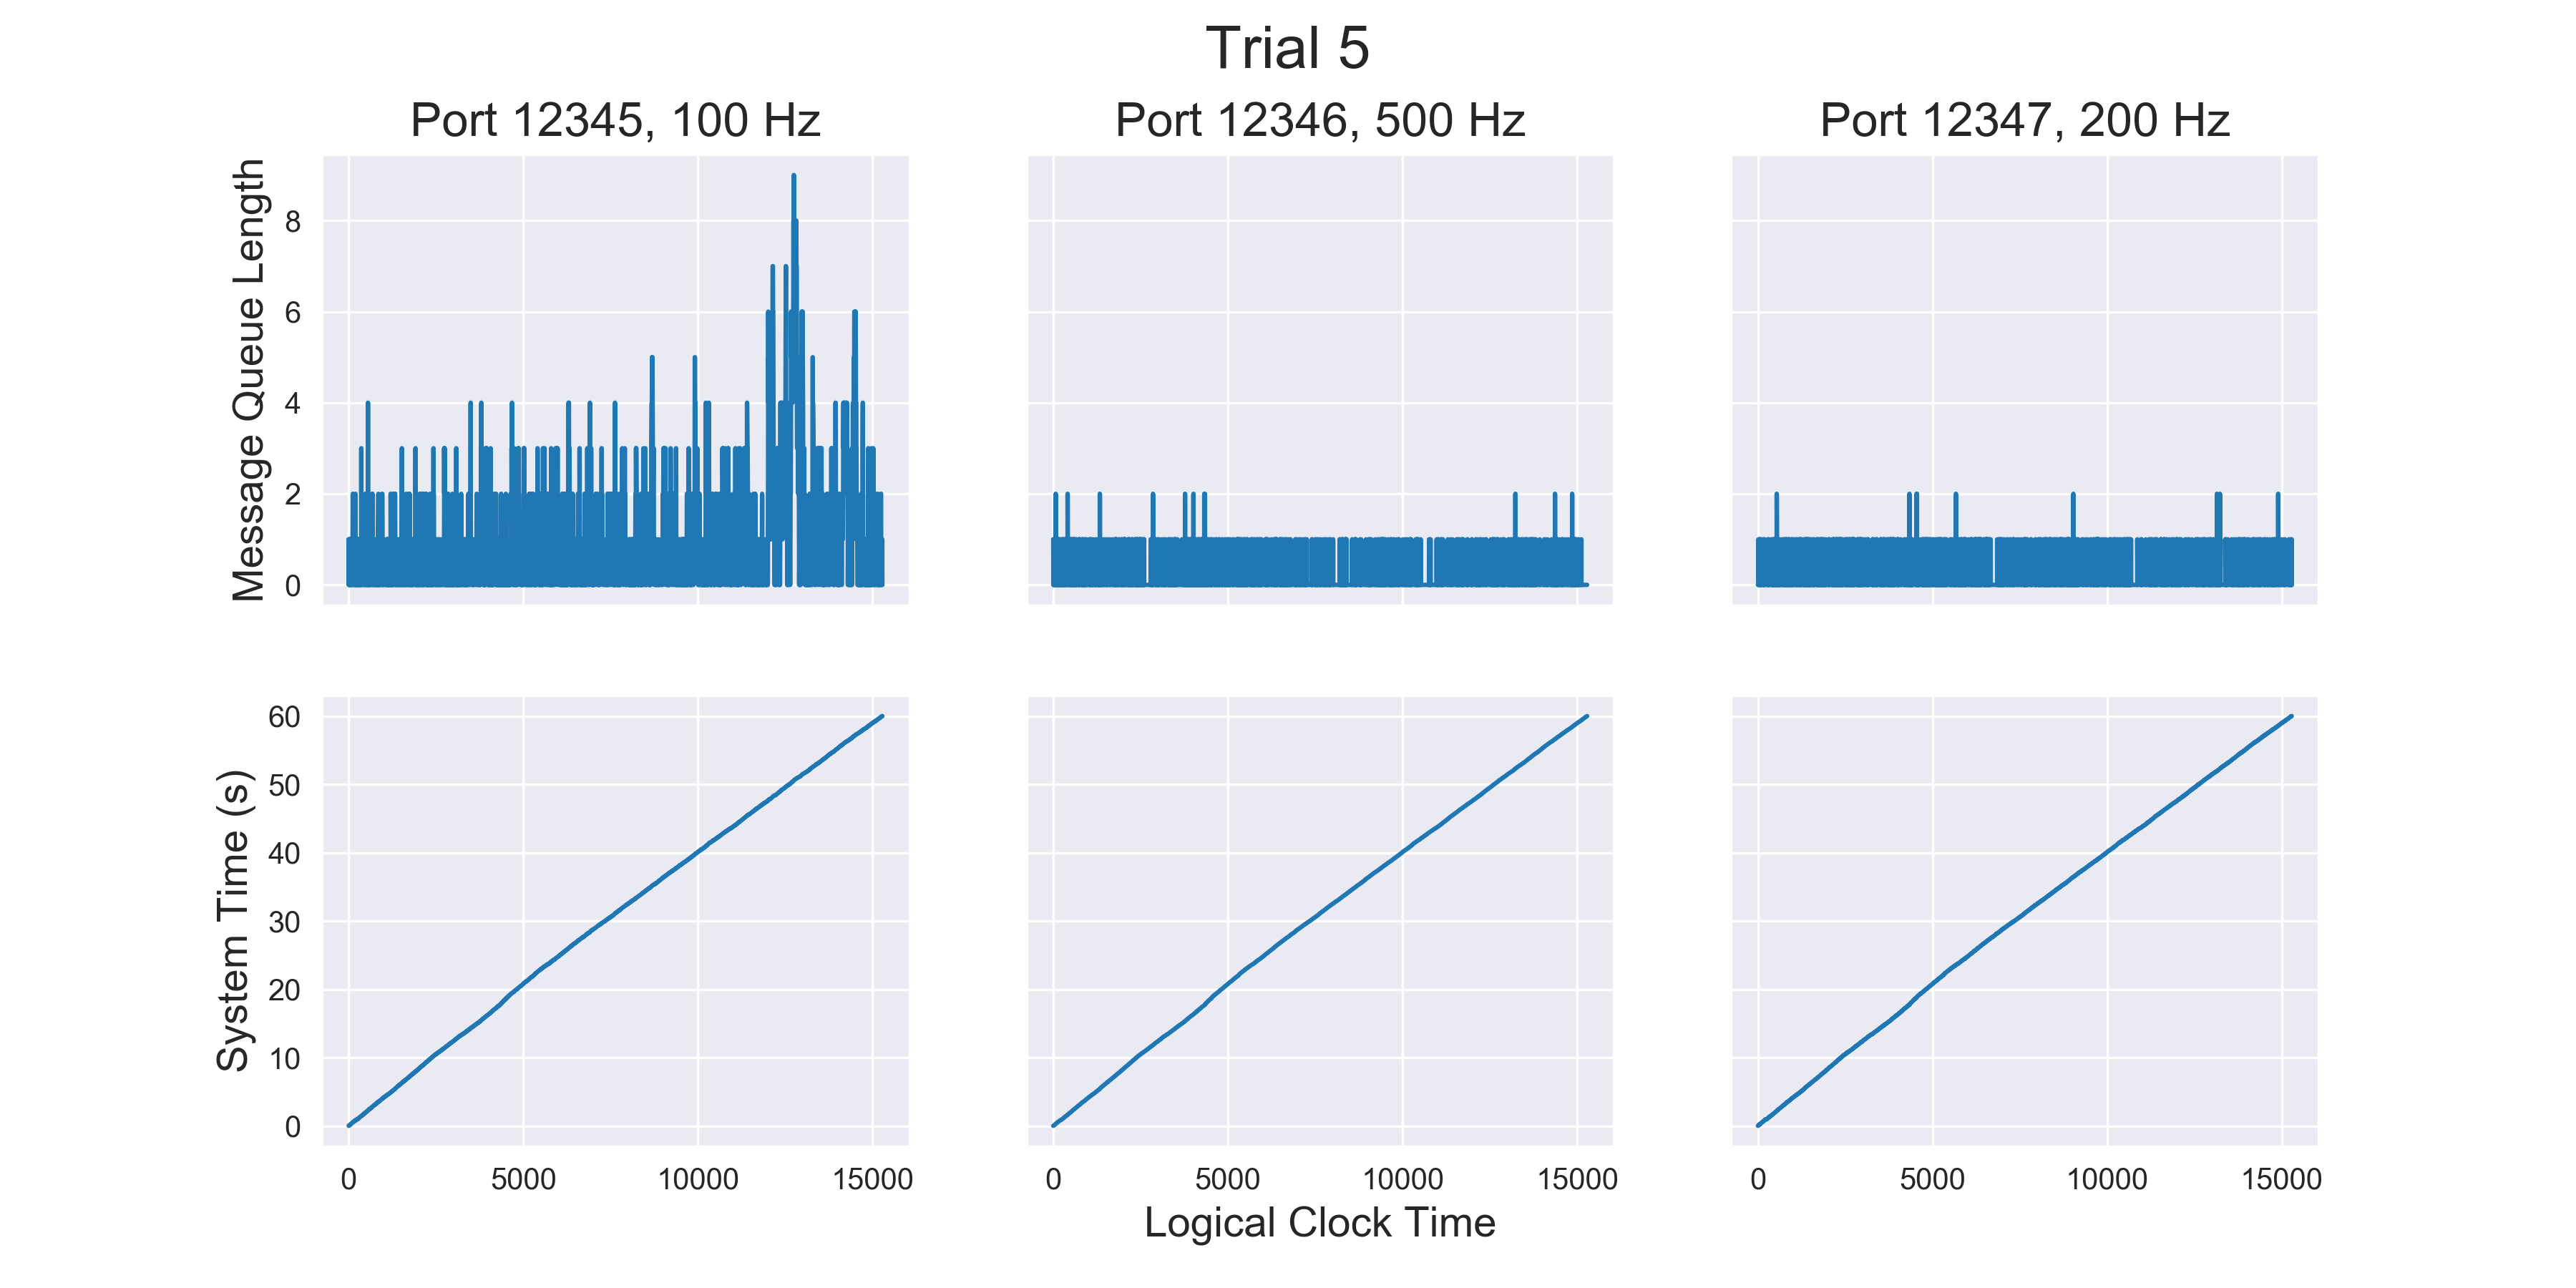 Trial 5
Port 12345, 100 Hz
Port 12346, 500 Hz
Port 12347, 200 Hz
Message Queue Length
8
6
4
2
0
System Time (s)
60
50
40
30
20
10
0
0 5000 10000 15000
0 5000 10000 15000
0 5000 10000 15000
Logical Clock Time